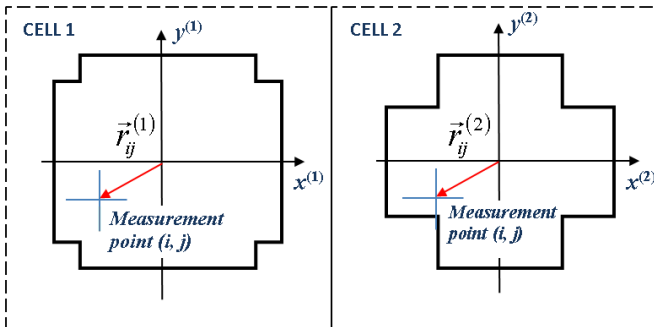 CELL 1
y(1)
r⃗ij(1)
x(1)
Measurement
point (i, j)
CELL 2
y(2)
r⃗ij(2)
x(2)
Measurement
point (i, j)